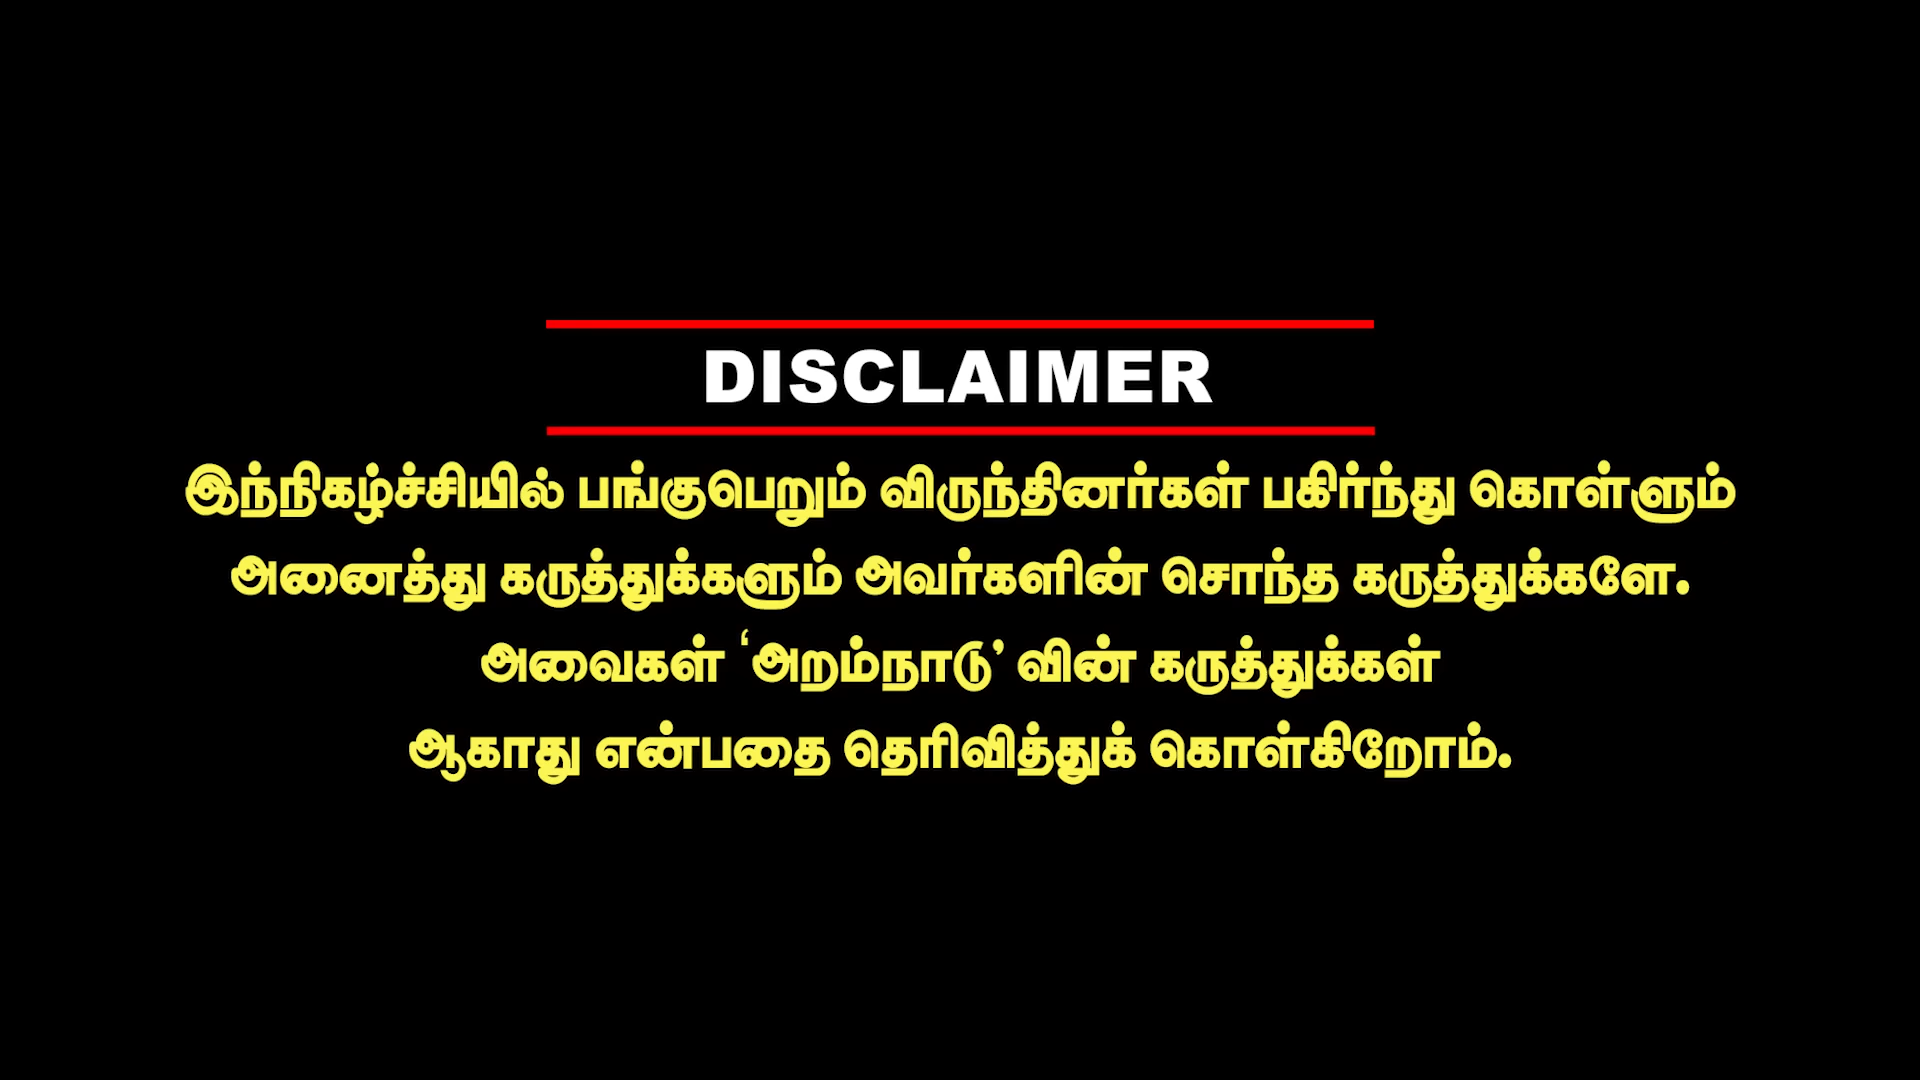 DISCLAIMER
இந்நிகழ்ச்சியில் பங்குபெறும் விருந்தினர்கள் பகிர்ந்து கொள்ளும்
அனைத்து கருத்துக்களும் அவர்களின் சொந்த கருத்துக்களே.
அவைகள் ‘அறம்நாடு’ வின் கருத்துக்கள்
ஆகாது என்பதை தெரிவித்துக் கொள்கிறோம்.